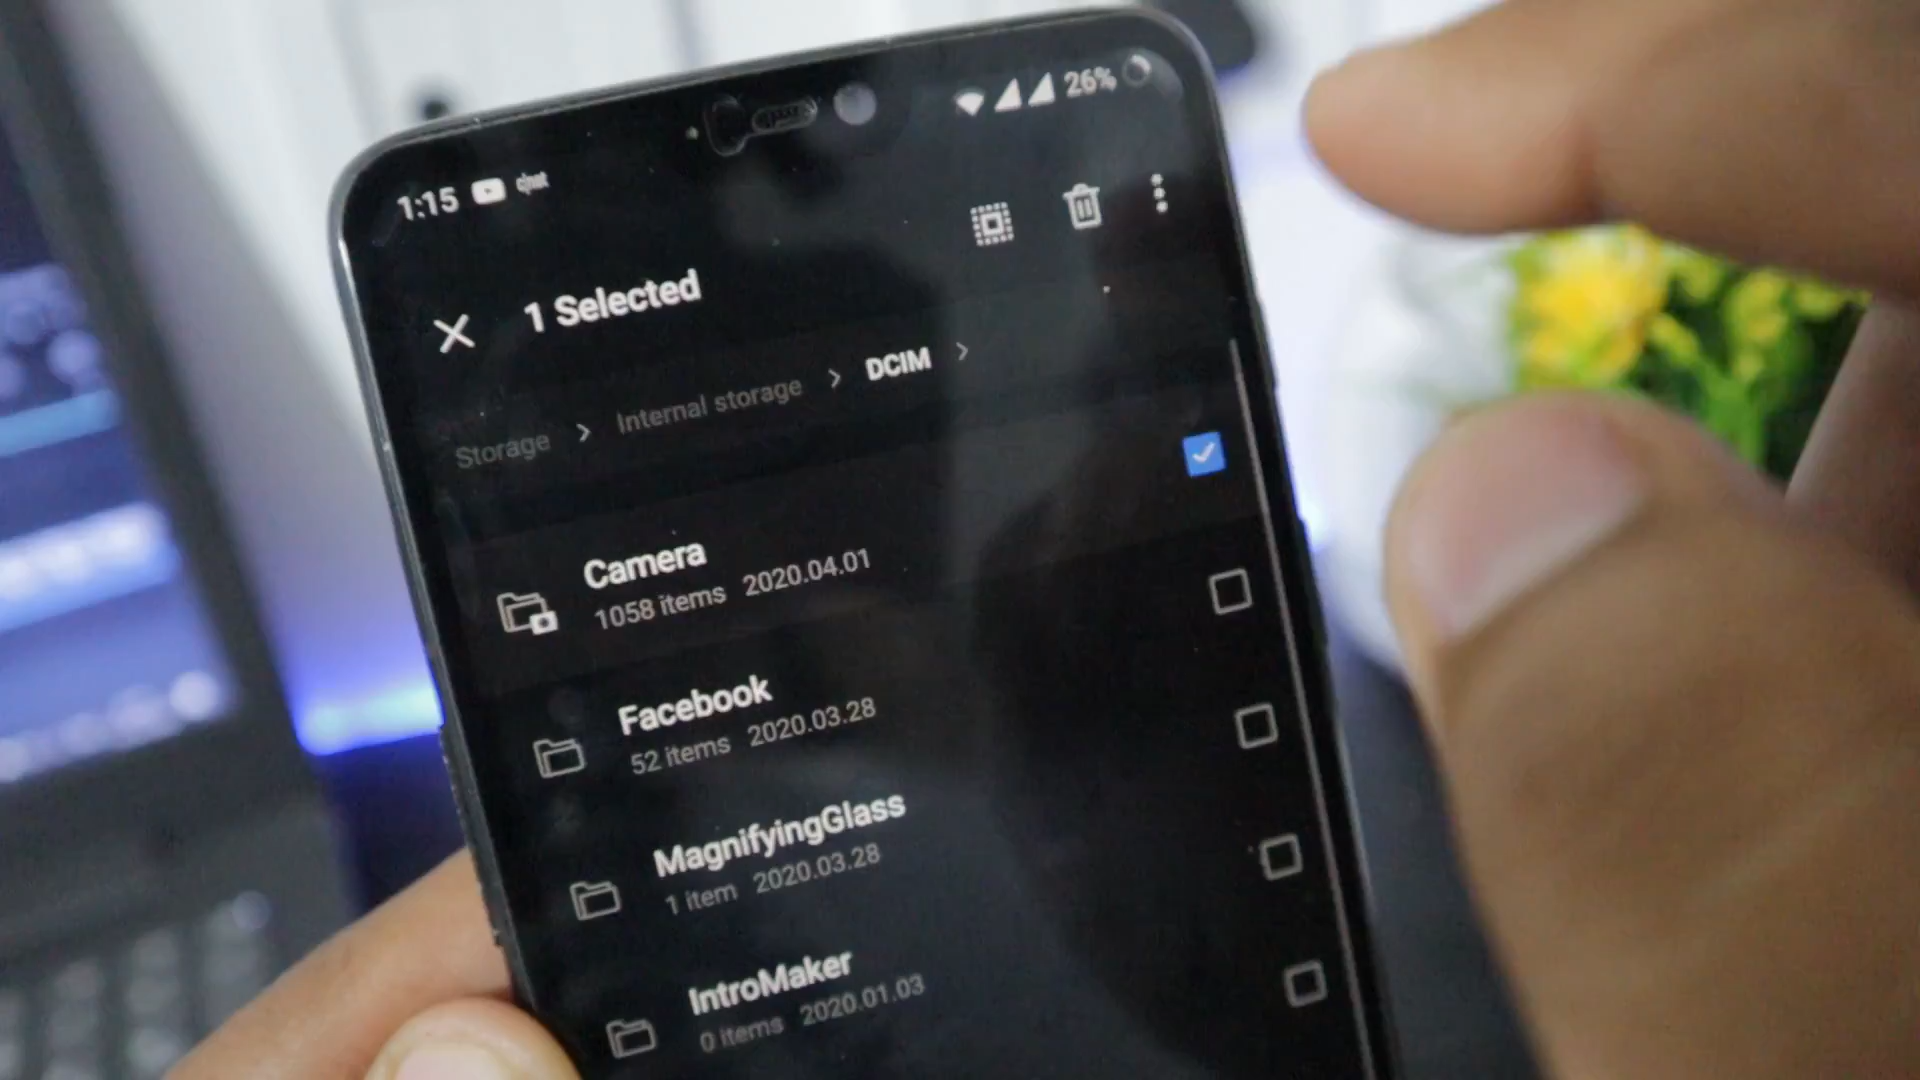 1:15
26%
1 Selected
Storage > Internal storage > DCIM >
Camera
1058 items 2020.04.01
Facebook
52 items 2020.03.28
MagnifyingGlass
1 item 2020.03.28
IntroMaker
0 items 2020.01.03